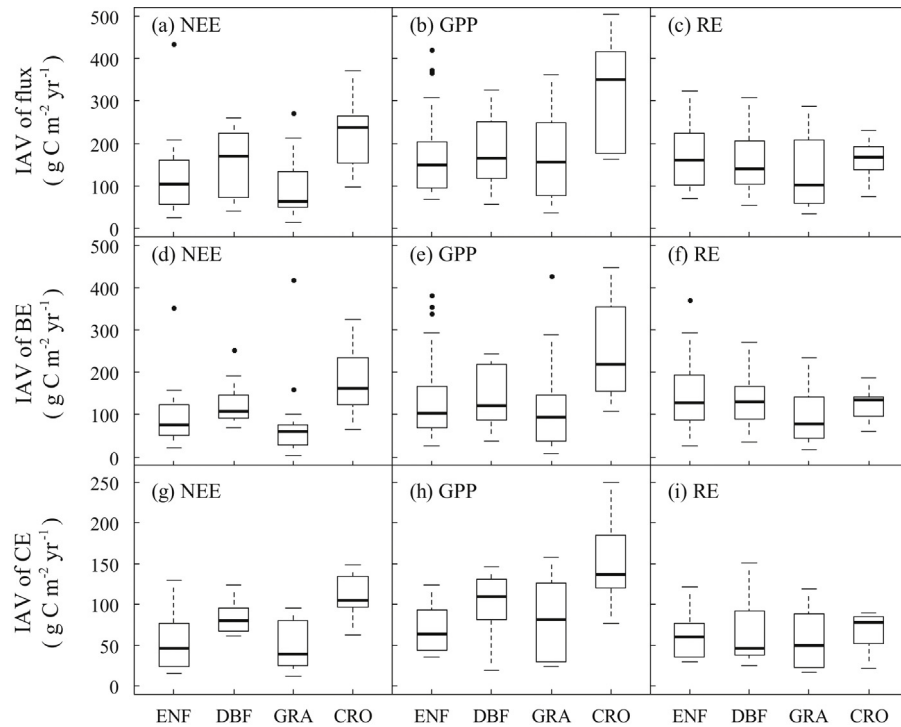 (a) NEE (b) GPP (c) RE
500
400
300
200
100
0
IAV of flux
( g C m-2 yr-1)
(d) NEE (e) GPP (f) RE
500
400
300
200
100
0
IAV of BE
( g C m-2 yr-1)
(g) NEE (h) GPP (i) RE
250
200
150
100
50
0
IAV of CE
( g C m-2 yr-1)
ENF DBF GRA CRO ENF DBF GRA CRO ENF DBF GRA CRO